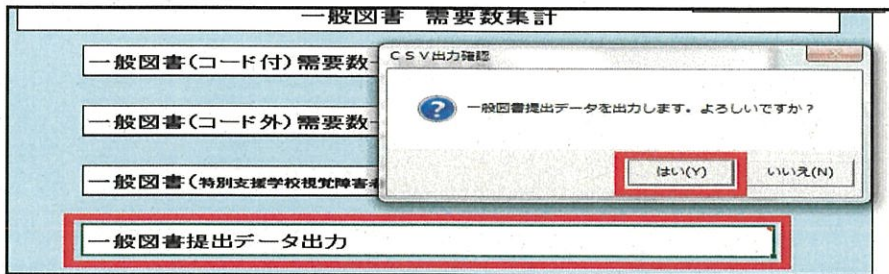 一般図書 需要数集計
一般図書(コード付)需要数
CSV出力確認
一般図書提出データを出力します。よろしいですか?
一般図書(コード外)需要数
はい(Y)
いいえ(N)
一般図書(特別支援学校視覚障害者
一般図書提出データ出力